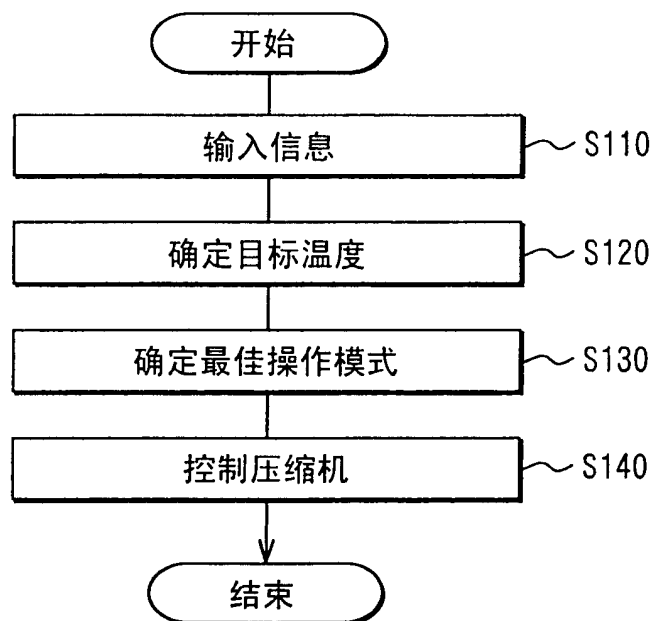 开始
输入信息 S110
确定目标温度 S120
确定最佳操作模式 S130
控制压缩机 S140
结束